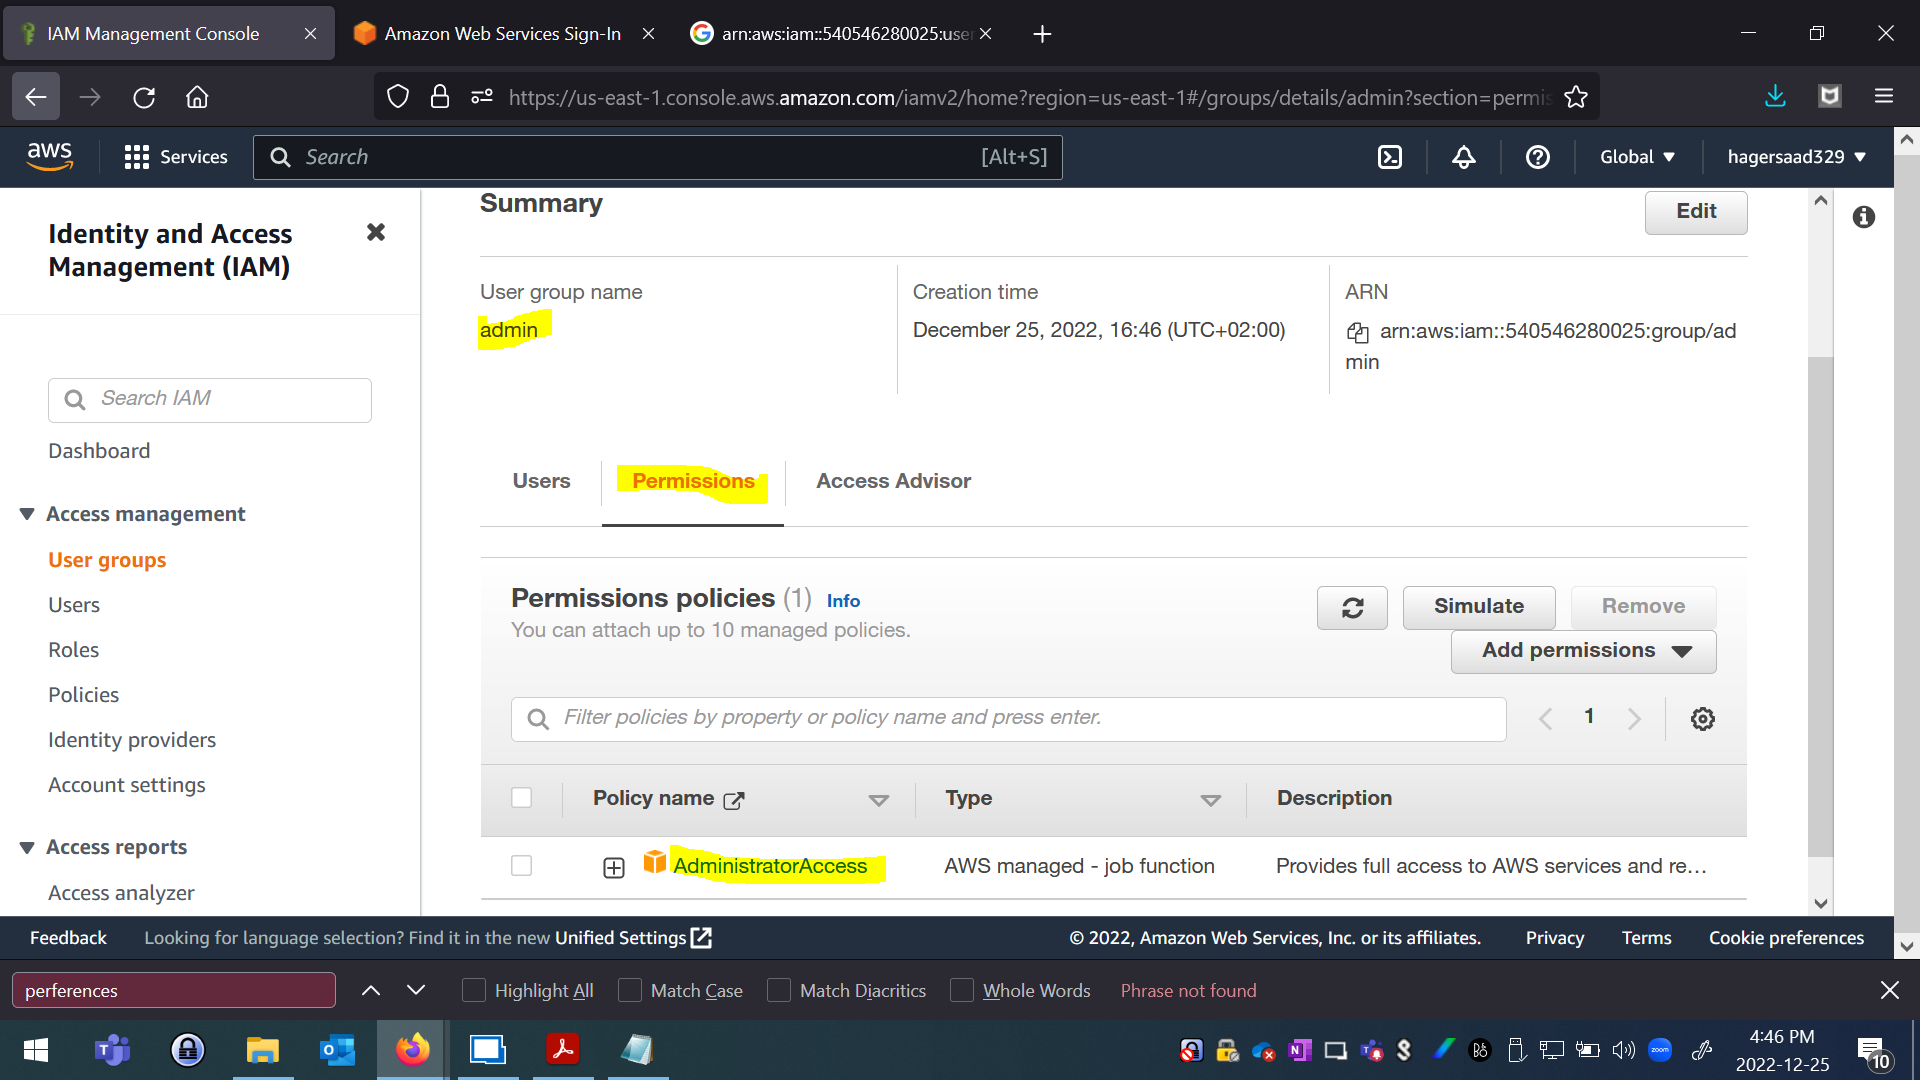 IAM Management Console
Amazon Web Services Sign-In
arn:aws:iam::540546280025:user
https://us-east-1.console.aws.amazon.com/iamv2/home?region=us-east-1#/groups/details/admin?section=permis
aws
Services
Search
[Alt+S]
Global
hagersaad329
Identity and Access
Management (IAM)
Search IAM
Dashboard
Access management
User groups
Users
Roles
Policies
Identity providers
Account settings
Access reports
Access analyzer
Summary
Edit
User group name
admin
Creation time
December 25, 2022, 16:46 (UTC+02:00)
ARN
arn:aws:iam::540546280025:group/ad
min
Users
Permissions
Access Advisor
Permissions policies (1) Info
You can attach up to 10 managed policies.
Simulate
Remove
Add permissions
Filter policies by property or policy name and press enter.
1
Policy name
Type
Description
AdministratorAccess
AWS managed - job function
Provides full access to AWS services and re...
Feedback
Looking for language selection? Find it in the new Unified Settings
© 2022, Amazon Web Services, Inc. or its affiliates.
Privacy
Terms
Cookie preferences
perferences
Highlight All
Match Case
Match Diacritics
Whole Words
Phrase not found
zoom
4:46 PM
2022-12-25
10